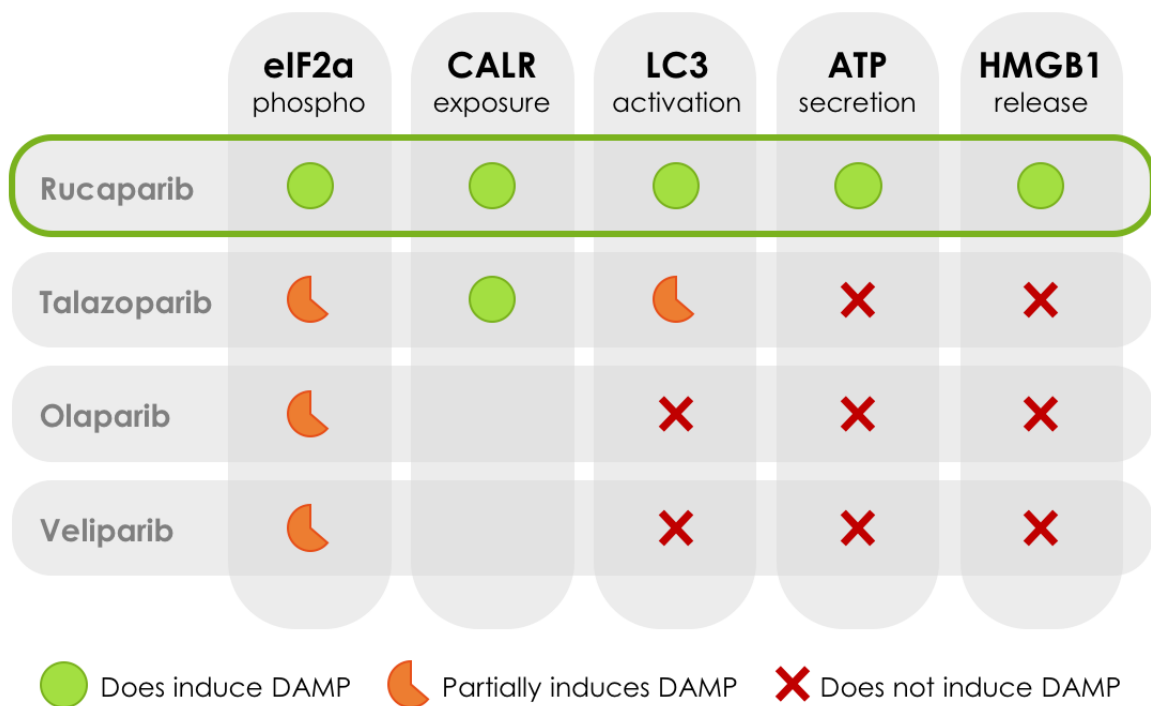 eIF2a CALR LC3 ATP HMGB1
phospho exposure activation secretion release
Rucaparib
Talazoparib
Olaparib
Veliparib
Does induce DAMP Partially induces DAMP Does not induce DAMP